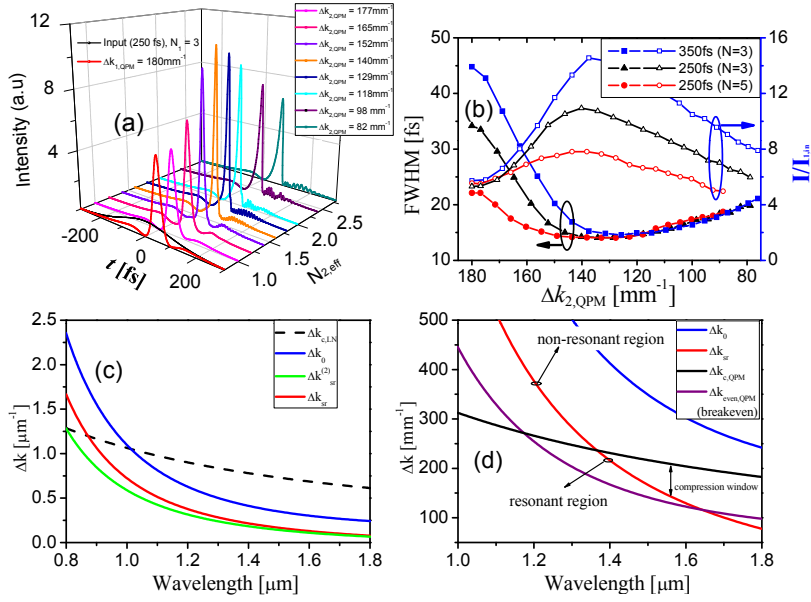 (a)
Intensity (a.u)
12
8
4
Input (250 fs), N1 = 3
Δk1,QPM = 180mm-1
Δk2,QPM = 177mm-1
Δk2,QPM = 165mm-1
Δk2,QPM = 152mm-1
Δk2,QPM = 140mm-1
Δk2,QPM = 129mm-1
Δk2,QPM = 118mm-1
Δk2,QPM = 98 mm-1
Δk2,QPM = 82 mm-1
-200
0
200
t [fs]
1.0
1.5
2.0
2.5
N2,eff
(b)
350fs (N=3)
250fs (N=3)
250fs (N=5)
FWHM [fs]
50
40
30
20
10
180
160
140
120
100
80
Δk2,QPM [mm-1]
16
12
8
4
0
I/I1,in
(c)
Δkc,LN
Δk0
Δk(2)sr
Δksr
Δk [μm-1]
2.5
2.0
1.5
1.0
0.5
0.0
0.8
1.0
1.2
1.4
1.6
1.8
Wavelength [μm]
(d)
non-resonant region
Δk0
Δksr
Δkc,QPM
Δkeven,QPM
(breakeven)
compression window
resonant region
Δk [mm-1]
500
400
300
200
100
1.0
1.2
1.4
1.6
1.8
Wavelength [μm]